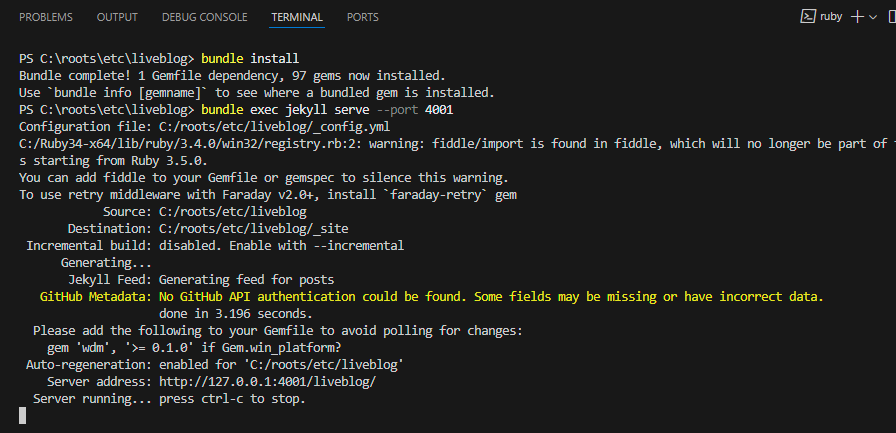 PROBLEMS OUTPUT DEBUG CONSOLE TERMINAL PORTS ruby
PS C:\roots\etc\liveblog> bundle install
Bundle complete! 1 Gemfile dependency, 97 gems now installed.
Use `bundle info [gemname]` to see where a bundled gem is installed.
PS C:\roots\etc\liveblog> bundle exec jekyll serve --port 4001
Configuration file: C:/roots/etc/liveblog/_config.yml
C:/Ruby34-x64/lib/ruby/3.4.0/win32/registry.rb:2: warning: fiddle/import is found in fiddle, which will no longer be part of
s starting from Ruby 3.5.0.
You can add fiddle to your Gemfile or gemspec to silence this warning.
To use retry middleware with Faraday v2.0+, install `faraday-retry` gem
Source: C:/roots/etc/liveblog
Destination: C:/roots/etc/liveblog/_site
Incremental build: disabled. Enable with --incremental
Generating...
Jekyll Feed: Generating feed for posts
GitHub Metadata: No GitHub API authentication could be found. Some fields may be missing or have incorrect data.
done in 3.196 seconds.
Please add the following to your Gemfile to avoid polling for changes:
gem 'wdm', '>= 0.1.0' if Gem.win_platform?
Auto-regeneration: enabled for 'C:/roots/etc/liveblog'
Server address: http://127.0.0.1:4001/liveblog/
Server running... press ctrl-c to stop.